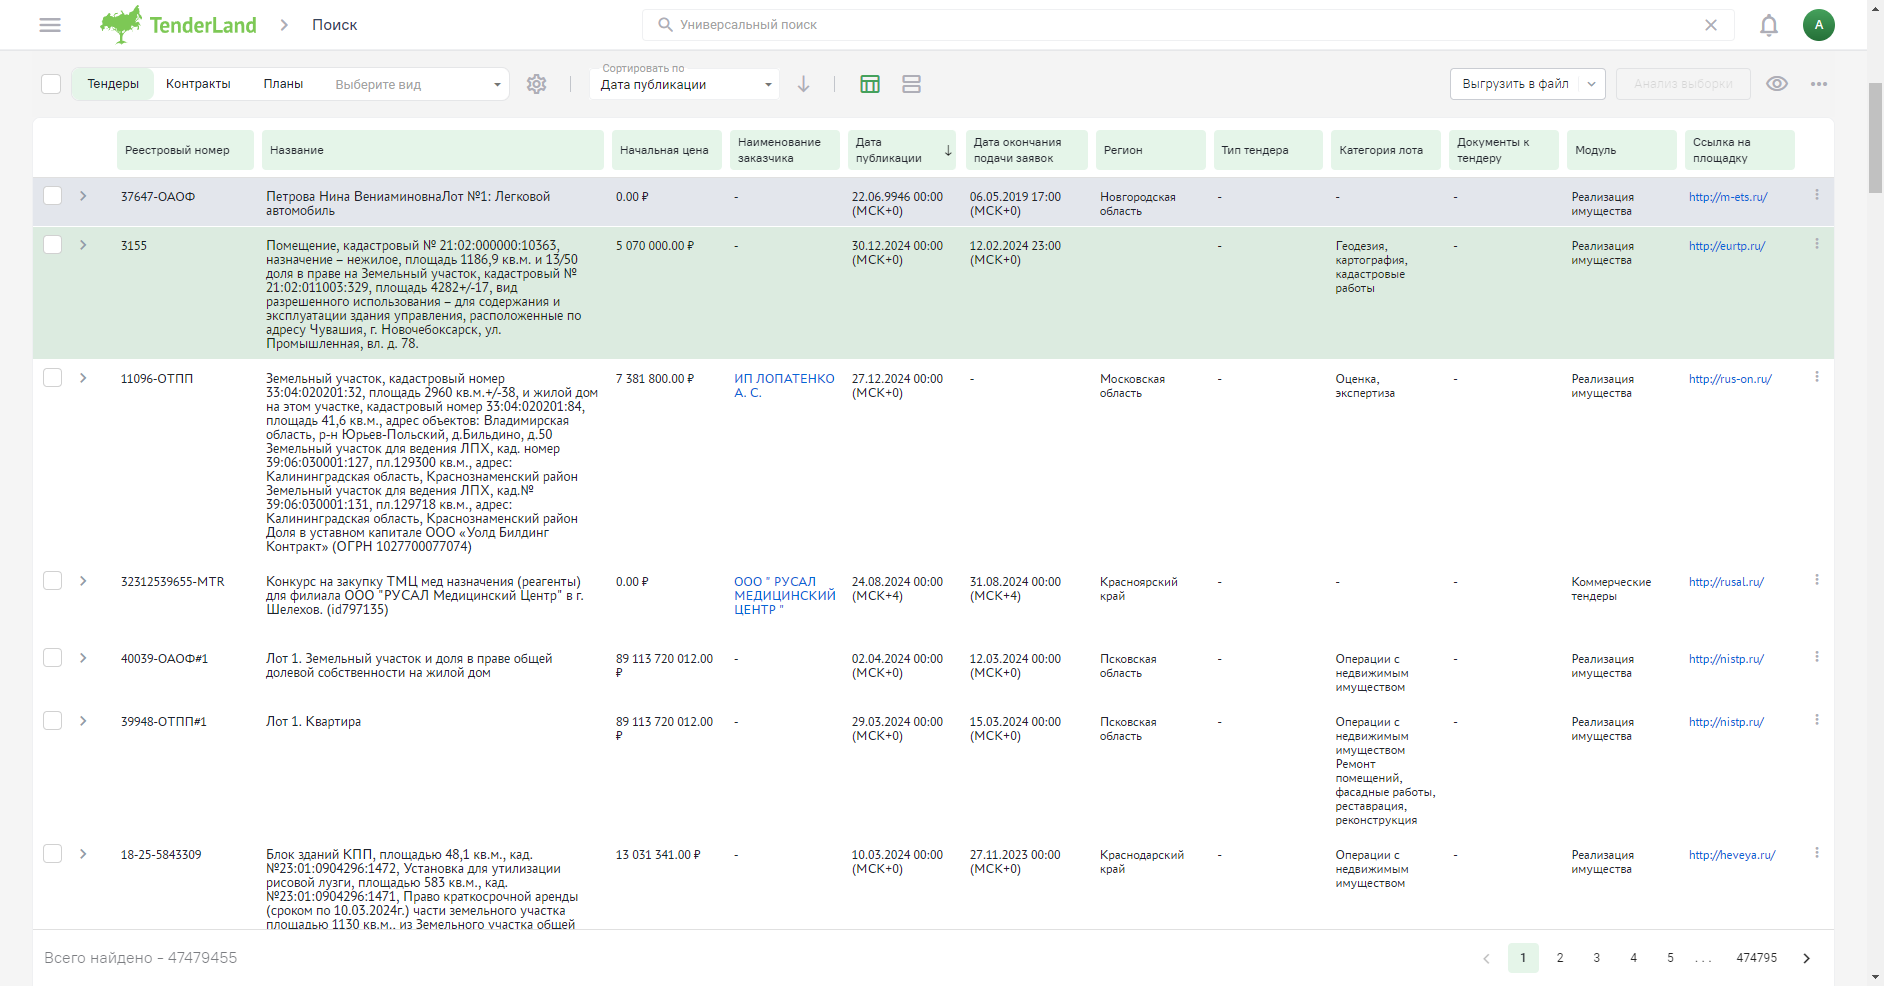 TenderLand
Поиск
Универсальный поиск
А
Тендеры
Контракты
Планы
Выберите вид
Сортировать по
Дата публикации
Выгрузить в файл
Анализ выборки
Реестровый номер
Название
Начальная цена
Наименование
заказчика
Дата
публикации
Дата окончания
подачи заявок
Регион
Тип тендера
Категория лота
Документы к
тендеру
Модуль
Ссылка на
площадку
37647-ОАОФ
Петрова Нина ВениаминовнаЛот №1: Легковой
автомобиль
0.00 ₽
-
22.06.9946 00:00
(МСК+0)
06.05.2019 17:00
(МСК+0)
Новгородская
область
-
-
-
Реализация
имущества
http://m-ets.ru/
3155
Помещение, кадастровый № 21:02:000000:10363,
назначение – нежилое, площадь 1186,9 кв.м. и 13/50
доля в праве на Земельный участок, кадастровый №
21:02:011003:329, площадь 4282+/-17, вид
разрешенного использования – для содержания и
эксплуатации здания управления, расположенные по
адресу Чувашия, г. Новочебоксарск, ул.
Промышленная, вл. д. 78.
5 070 000.00 ₽
-
30.12.2024 00:00
(МСК+0)
12.02.2024 23:00
(МСК+0)
-
Геодезия,
картография,
кадастровые
работы
-
Реализация
имущества
http://eurtp.ru/
11096-ОТПП
Земельный участок, кадастровый номер
33:04:020201:32, площадь 2960 кв.м.+/-38, и жилой дом
на этом участке, кадастровый номер 33:04:020201:84,
площадь 41,6 кв.м., адрес объектов: Владимирская
область, р-н Юрьев-Польский, д.Бильдино, д.50
Земельный участок для ведения ЛПХ, кад. номер
39:06:030001:127, пл.129300 кв.м., адрес:
Калининградская область, Краснознаменский район
Земельный участок для ведения ЛПХ, кад.№
39:06:030001:131, пл.129718 кв.м., адрес:
Калининградская область, Краснознаменский район
Доля в уставном капитале ООО «Уолд Билдинг
Контракт» (ОГРН 1027700077074)
7 381 800.00 ₽
ИП ЛОПАТЕНКО
А. С.
27.12.2024 00:00
(МСК+0)
-
Московская
область
-
Оценка,
экспертиза
-
Реализация
имущества
http://rus-on.ru/
32312539655-MTR
Конкурс на закупку ТМЦ мед назначения (реагенты)
для филиала ООО "РУСАЛ Медицинский Центр" в г.
Шелехов. (id797135)
0.00 ₽
ООО " РУСАЛ
МЕДИЦИНСКИЙ
ЦЕНТР "
24.08.2024 00:00
(МСК+4)
31.08.2024 00:00
(МСК+4)
Красноярский
край
-
-
-
Коммерческие
тендеры
http://rusal.ru/
40039-ОАОФ#1
Лот 1. Земельный участок и доля в праве общей
долевой собственности на жилой дом
89 113 720 012.00
₽
-
02.04.2024 00:00
(МСК+0)
12.03.2024 00:00
(МСК+0)
Псковская
область
-
Операции с
недвижимым
имуществом
-
Реализация
имущества
http://nistp.ru/
39948-ОТПП#1
Лот 1. Квартира
89 113 720 012.00
₽
-
29.03.2024 00:00
(МСК+0)
15.03.2024 00:00
(МСК+0)
Псковская
область
-
Операции с
недвижимым
имуществом
Ремонт
помещений,
фасадные работы,
реставрация,
реконструкция
-
Реализация
имущества
http://nistp.ru/
18-25-5843309
Блок зданий КПП, площадью 48,1 кв.м., кад.
№23:01:0904296:1472, Установка для утилизации
рисовой лузги, площадью 583 кв.м., кад.
№23:01:0904296:1471, Право краткосрочной аренды
(сроком по 10.03.2024г.) части земельного участка
площадью 1130 кв.м., из Земельного участка общей
13 031 341.00 ₽
-
10.03.2024 00:00
(МСК+0)
27.11.2023 00:00
(МСК+0)
Краснодарский
край
-
Операции с
недвижимым
имуществом
-
Реализация
имущества
http://heveya.ru/
Всего найдено - 47479455
1
2
3
4
5
...
474795